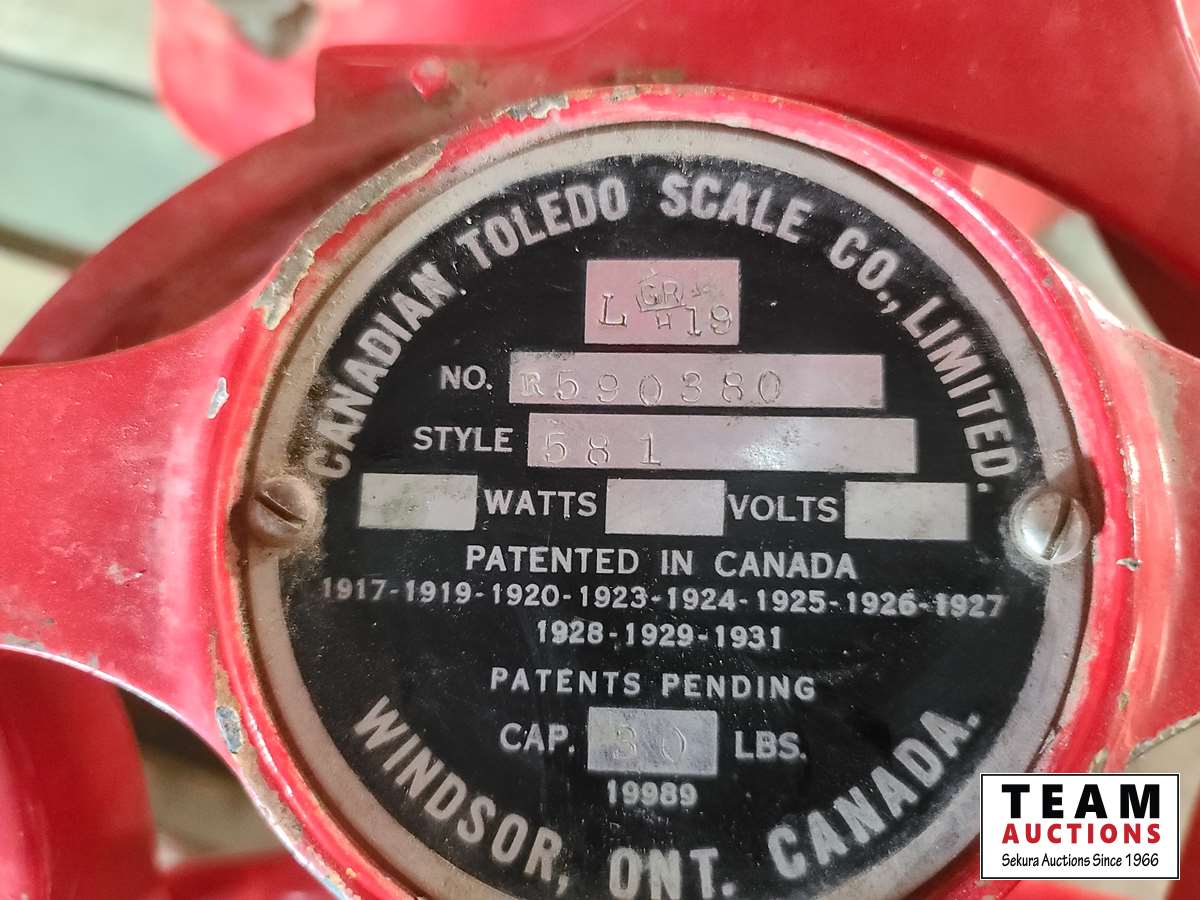 CANADIAN TOLEDO SCALE CO., LIMITED.
GR
L H 19
NO. R590380
STYLE 581
WATTS VOLTS
PATENTED IN CANADA
1917-1919-1920-1923-1924-1925-1926-1927
1928-1929-1931
PATENTS PENDING
CAP. 30 LBS.
19989
WINDSOR, ONT. CANADA.
TEAM
AUCTIONS
Sekura Auctions Since 1966